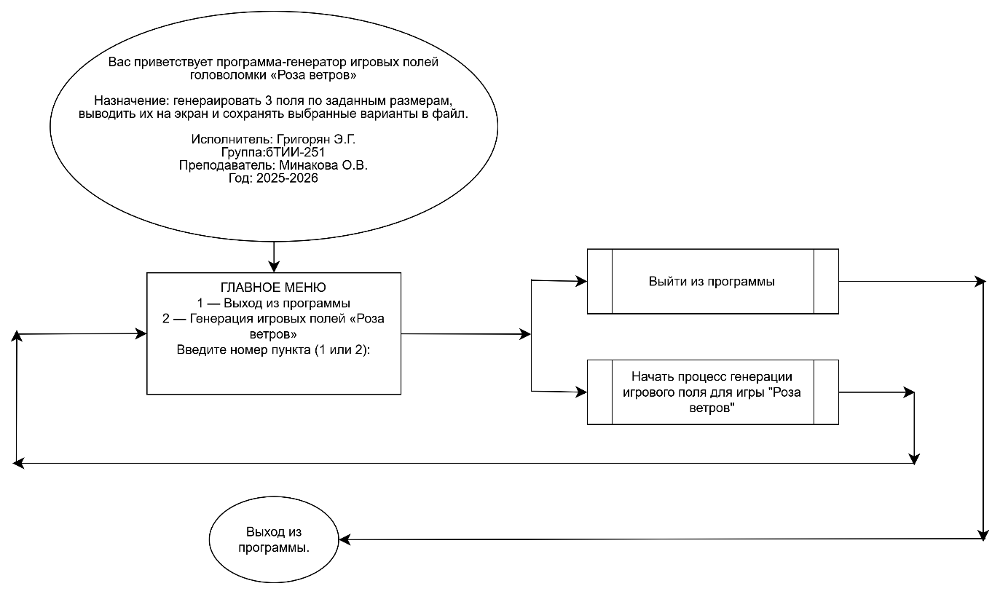 Вас приветствует программа-генератор игровых полей
головоломки «Роза ветров»
Назначение: генераировать 3 поля по заданным размерам,
выводить их на экран и сохранять выбранные варианты в файл.
Исполнитель: Григорян Э.Г.
Группа:бТИИ-251
Преподаватель: Минакова О.В.
Год: 2025-2026
ГЛАВНОЕ МЕНЮ
1 — Выход из программы
2 — Генерация игровых полей «Роза
ветров»
Введите номер пункта (1 или 2):
Выйти из программы
Начать процесс генерации
игрового поля для игры "Роза
ветров"
Выход из
программы.